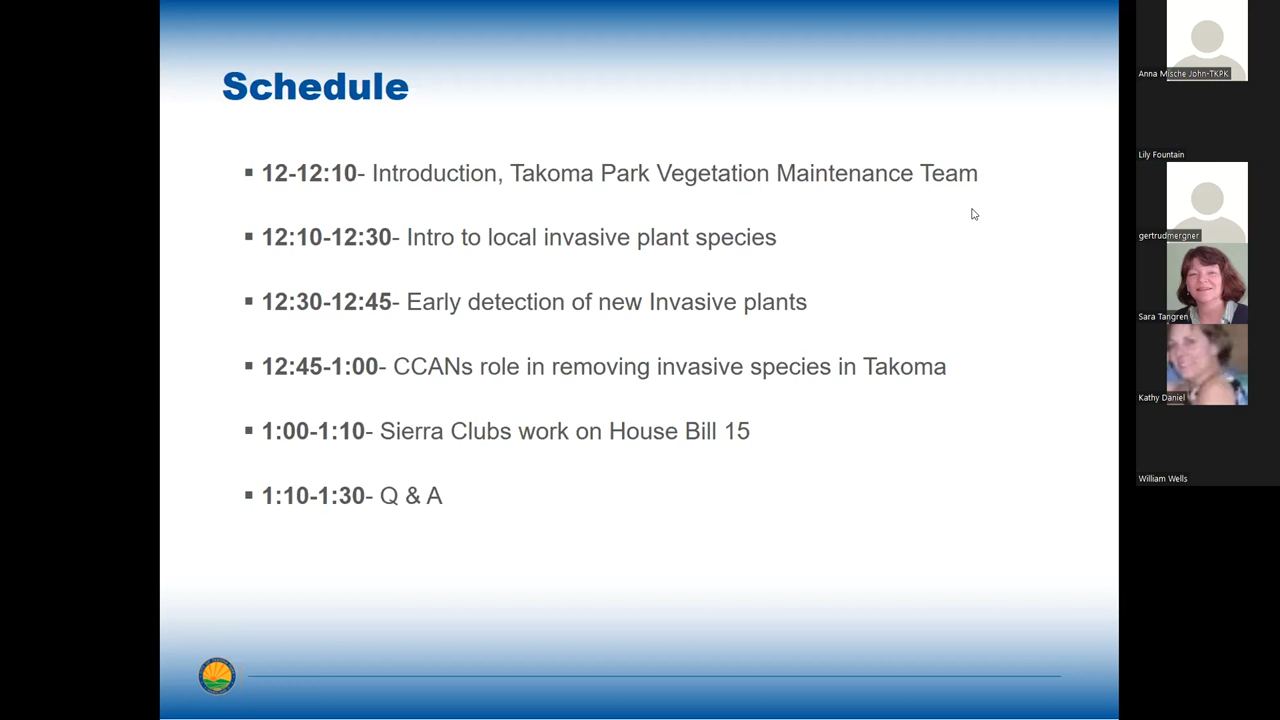 Schedule
▪ 12-12:10- Introduction, Takoma Park Vegetation Maintenance Team
▪ 12:10-12:30- Intro to local invasive plant species
▪ 12:30-12:45- Early detection of new Invasive plants
▪ 12:45-1:00- CCANs role in removing invasive species in Takoma
▪ 1:00-1:10- Sierra Clubs work on House Bill 15
▪ 1:10-1:30- Q & A
Anna Mische John-TKPK
Lily Fountain
gertrudmergner
Sara Tangren
Kathy Daniel
William Wells